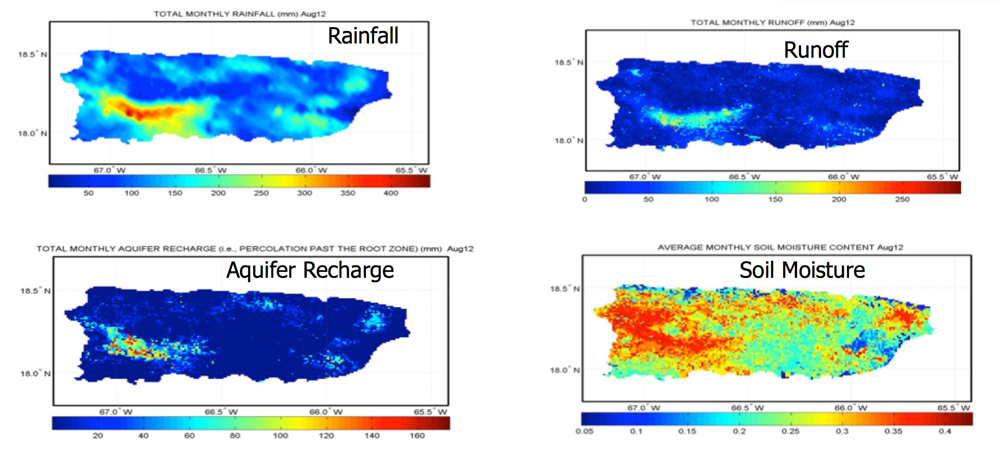 TOTAL MONTHLY RAINFALL (mm) Aug12
Rainfall
18.5° N
18.0° N
67.0° W 66.5° W 66.0° W 65.5° W
50 100 150 200 250 300 350 400
TOTAL MONTHLY RUNOFF (mm) Aug12
Runoff
18.5° N
18.0° N
67.0° W 66.5° W 66.0° W 65.5° W
0 50 100 150 200 250
TOTAL MONTHLY AQUIFER RECHARGE (i.e., PERCOLATION PAST THE ROOT ZONE) (mm) Aug12
Aquifer Recharge
18.5° N
18.0° N
67.0° W 66.5° W 66.0° W 65.5° W
20 40 60 80 100 120 140 160
AVERAGE MONTHLY SOIL MOISTURE CONTENT Aug12
Soil Moisture
18.5° N
18.0° N
67.0° W 66.5° W 66.0° W 65.5° W
0.05 0.1 0.15 0.2 0.25 0.3 0.35 0.4